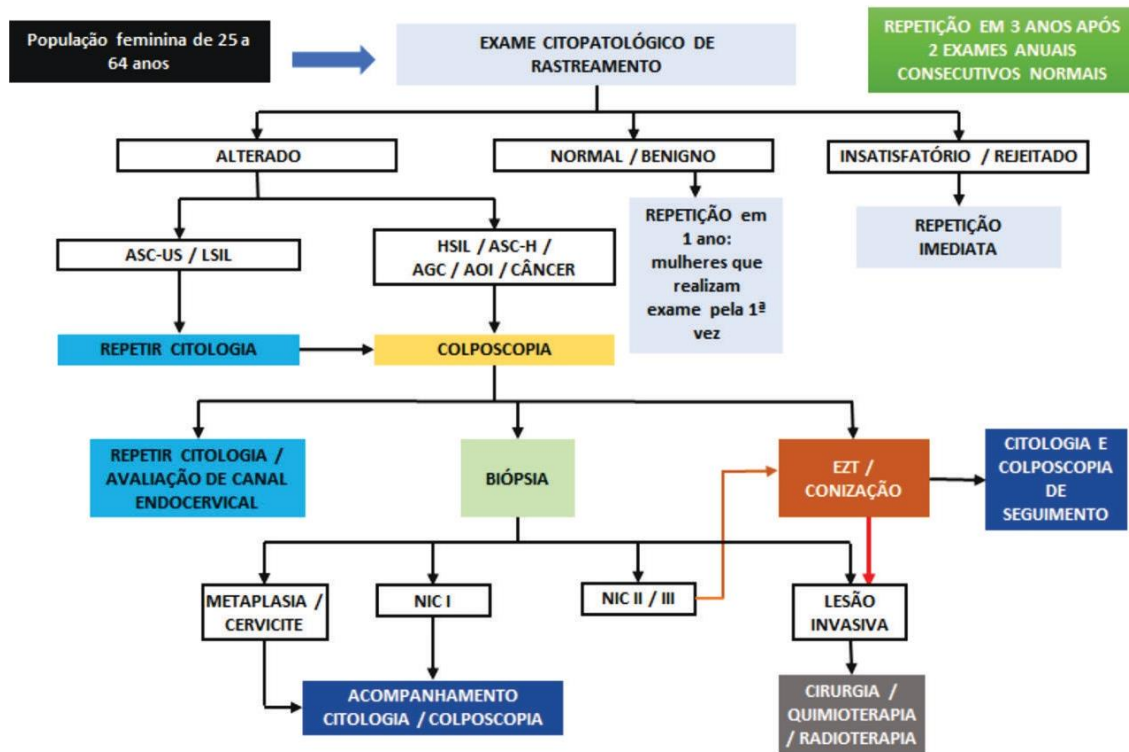 População feminina de 25 a
64 anos
EXAME CITOPATOLÓGICO DE
RASTREAMENTO
REPETIÇÃO EM 3 ANOS APÓS
2 EXAMES ANUAIS
CONSECUTIVOS NORMAIS
ALTERADO
NORMAL / BENIGNO
INSATISFATÓRIO / REJEITADO
ASC-US / LSIL
HSIL / ASC-H /
AGC / AOI / CÂNCER
REPETIÇÃO em
1 ano:
mulheres que
realizam
exame pela 1ª
vez
REPETIÇÃO
IMEDIATA
REPETIR CITOLOGIA
COLPOSCOPIA
REPETIR CITOLOGIA /
AVALIAÇÃO DE CANAL
ENDOCERVICAL
BIÓPSIA
EZT /
CONIZAÇÃO
CITOLOGIA E
COLPOSCOPIA
DE
SEGUIMENTO
METAPLASIA /
CERVICITE
NIC I
NIC II / III
LESÃO
INVASIVA
ACOMPANHAMENTO
CITOLOGIA / COLPOSCOPIA
CIRURGIA /
QUIMIOTERAPIA
/ RADIOTERAPIA